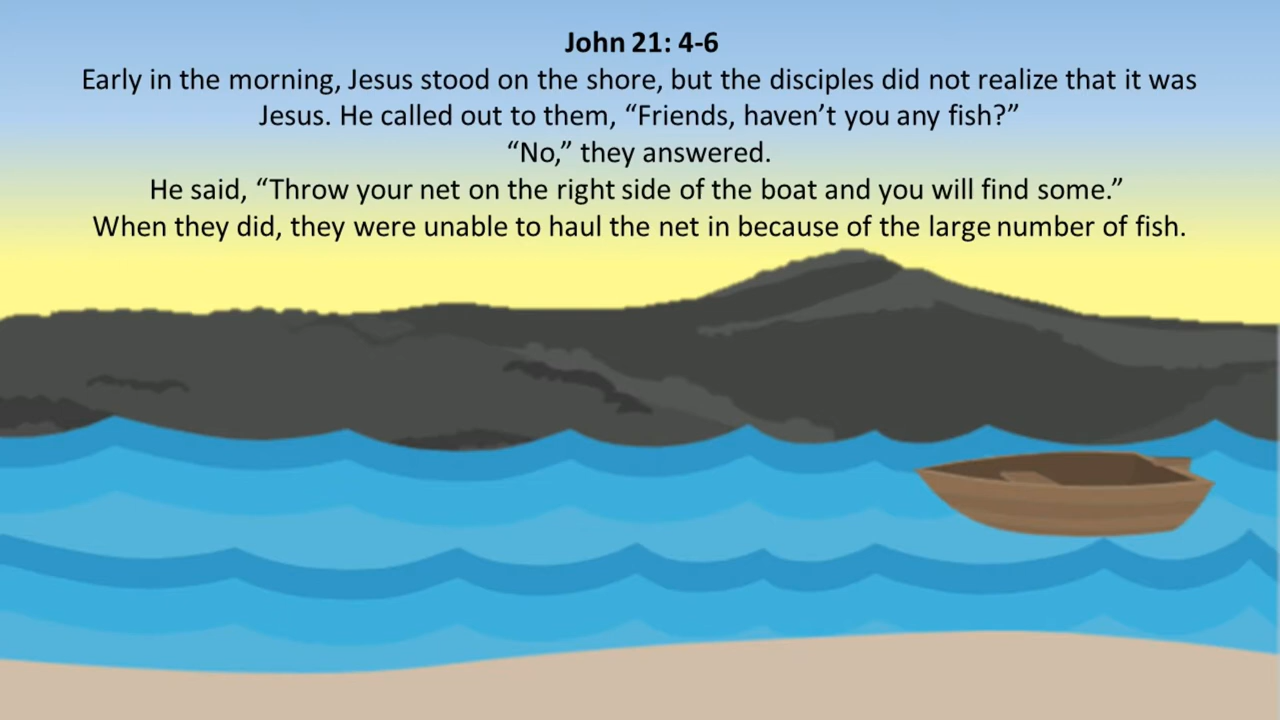 John 21: 4-6
Early in the morning, Jesus stood on the shore, but the disciples did not realize that it was
Jesus. He called out to them, “Friends, haven’t you any fish?”
“No,” they answered.
He said, “Throw your net on the right side of the boat and you will find some.”
When they did, they were unable to haul the net in because of the large number of fish.